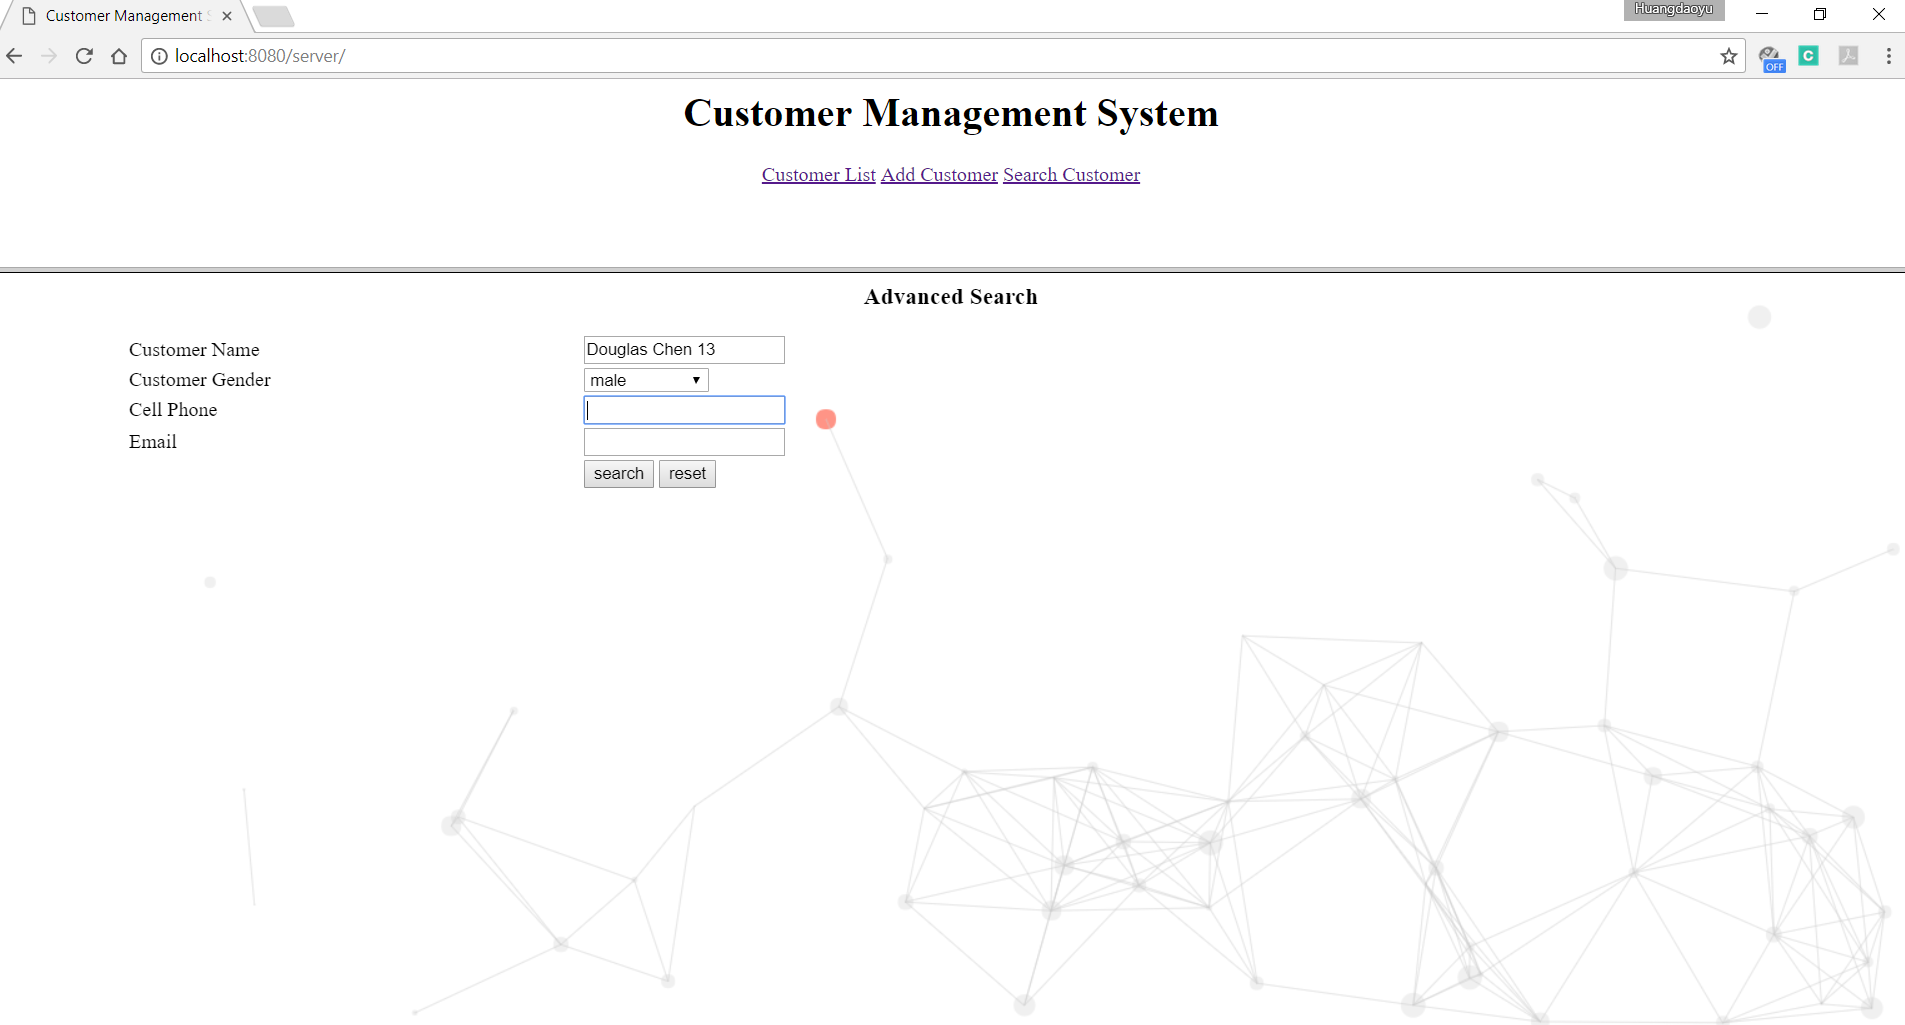 Customer Management S
Huangdaoyu
localhost:8080/server/
OFF
C
Customer Management System
Customer List Add Customer Search Customer
Advanced Search
Customer Name Douglas Chen 13
Customer Gender male
Cell Phone
Email
search reset